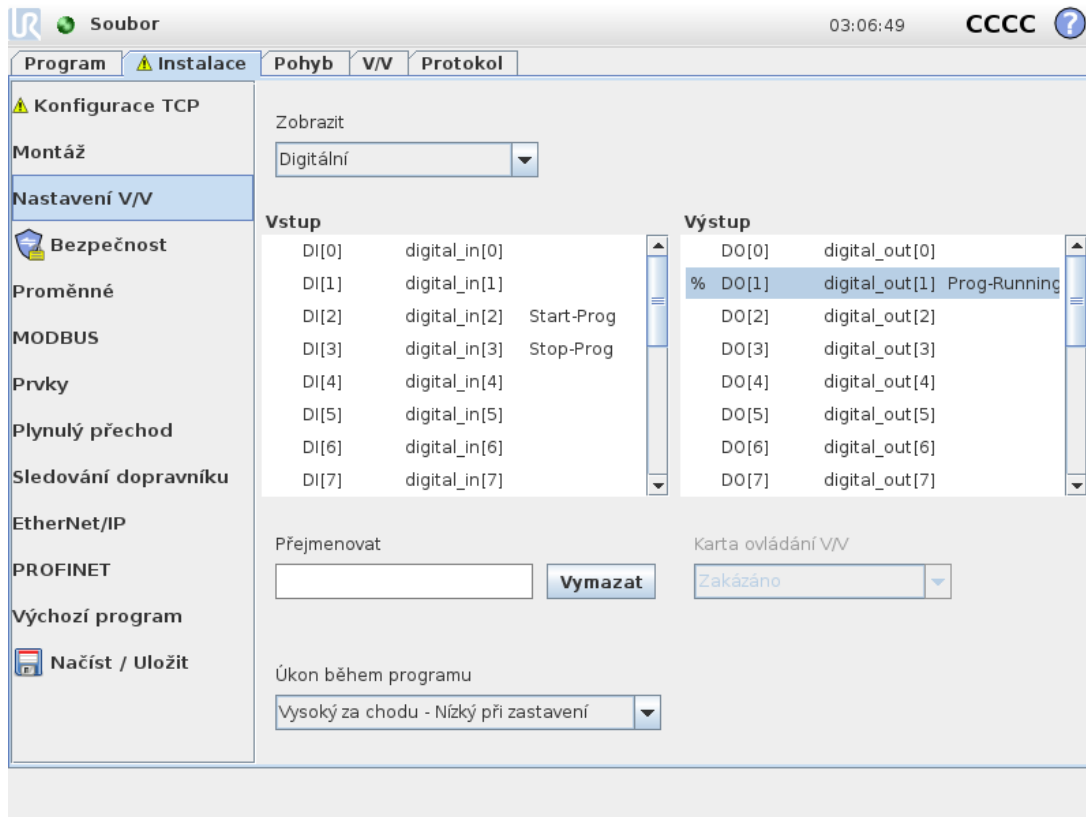 UR Soubor 03:06:49 CCCC ?
Program Instalace Pohyb V/V Protokol
Konfigurace TCP
Montáž
Nastavení V/V
Bezpečnost
Proměnné
MODBUS
Prvky
Plynulý přechod
Sledování dopravníku
EtherNet/IP
PROFINET
Výchozí program
Načíst / Uložit
Zobrazit
Digitální
Vstup
DI[0] digital_in[0]
DI[1] digital_in[1]
DI[2] digital_in[2] Start-Prog
DI[3] digital_in[3] Stop-Prog
DI[4] digital_in[4]
DI[5] digital_in[5]
DI[6] digital_in[6]
DI[7] digital_in[7]
Výstup
DO[0] digital_out[0]
% DO[1] digital_out[1] Prog-Running
DO[2] digital_out[2]
DO[3] digital_out[3]
DO[4] digital_out[4]
DO[5] digital_out[5]
DO[6] digital_out[6]
DO[7] digital_out[7]
Přejmenovat
Vymazat
Karta ovládání V/V
Zakázáno
Úkon během programu
Vysoký za chodu - Nízký při zastavení